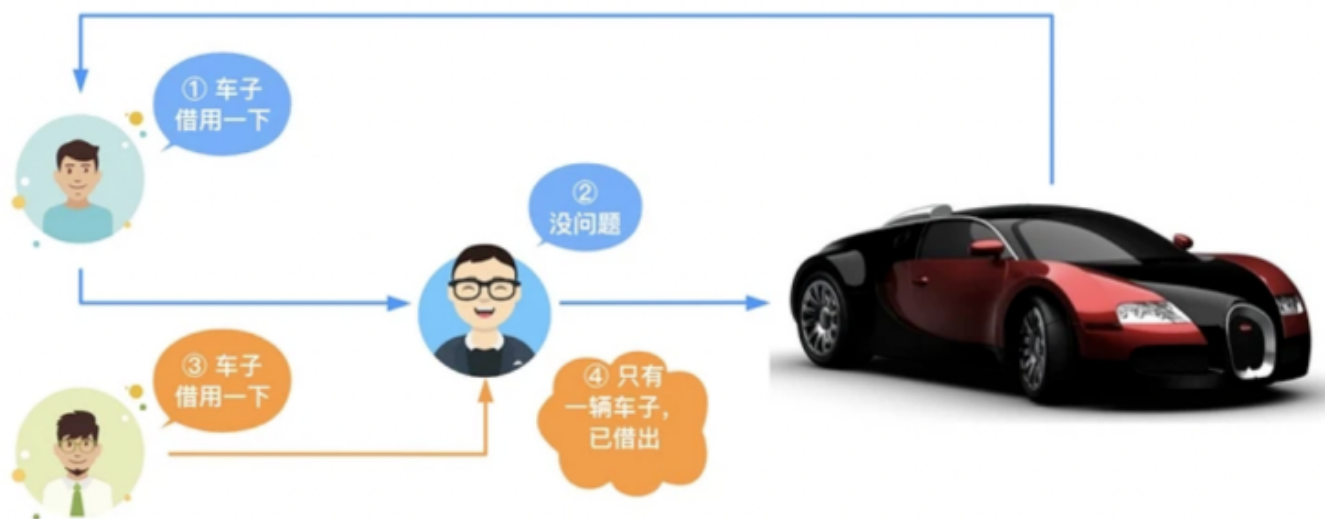 ① 车子
借用一下
②
没问题
③ 车子
借用一下
④ 只有
一辆车子，
已借出